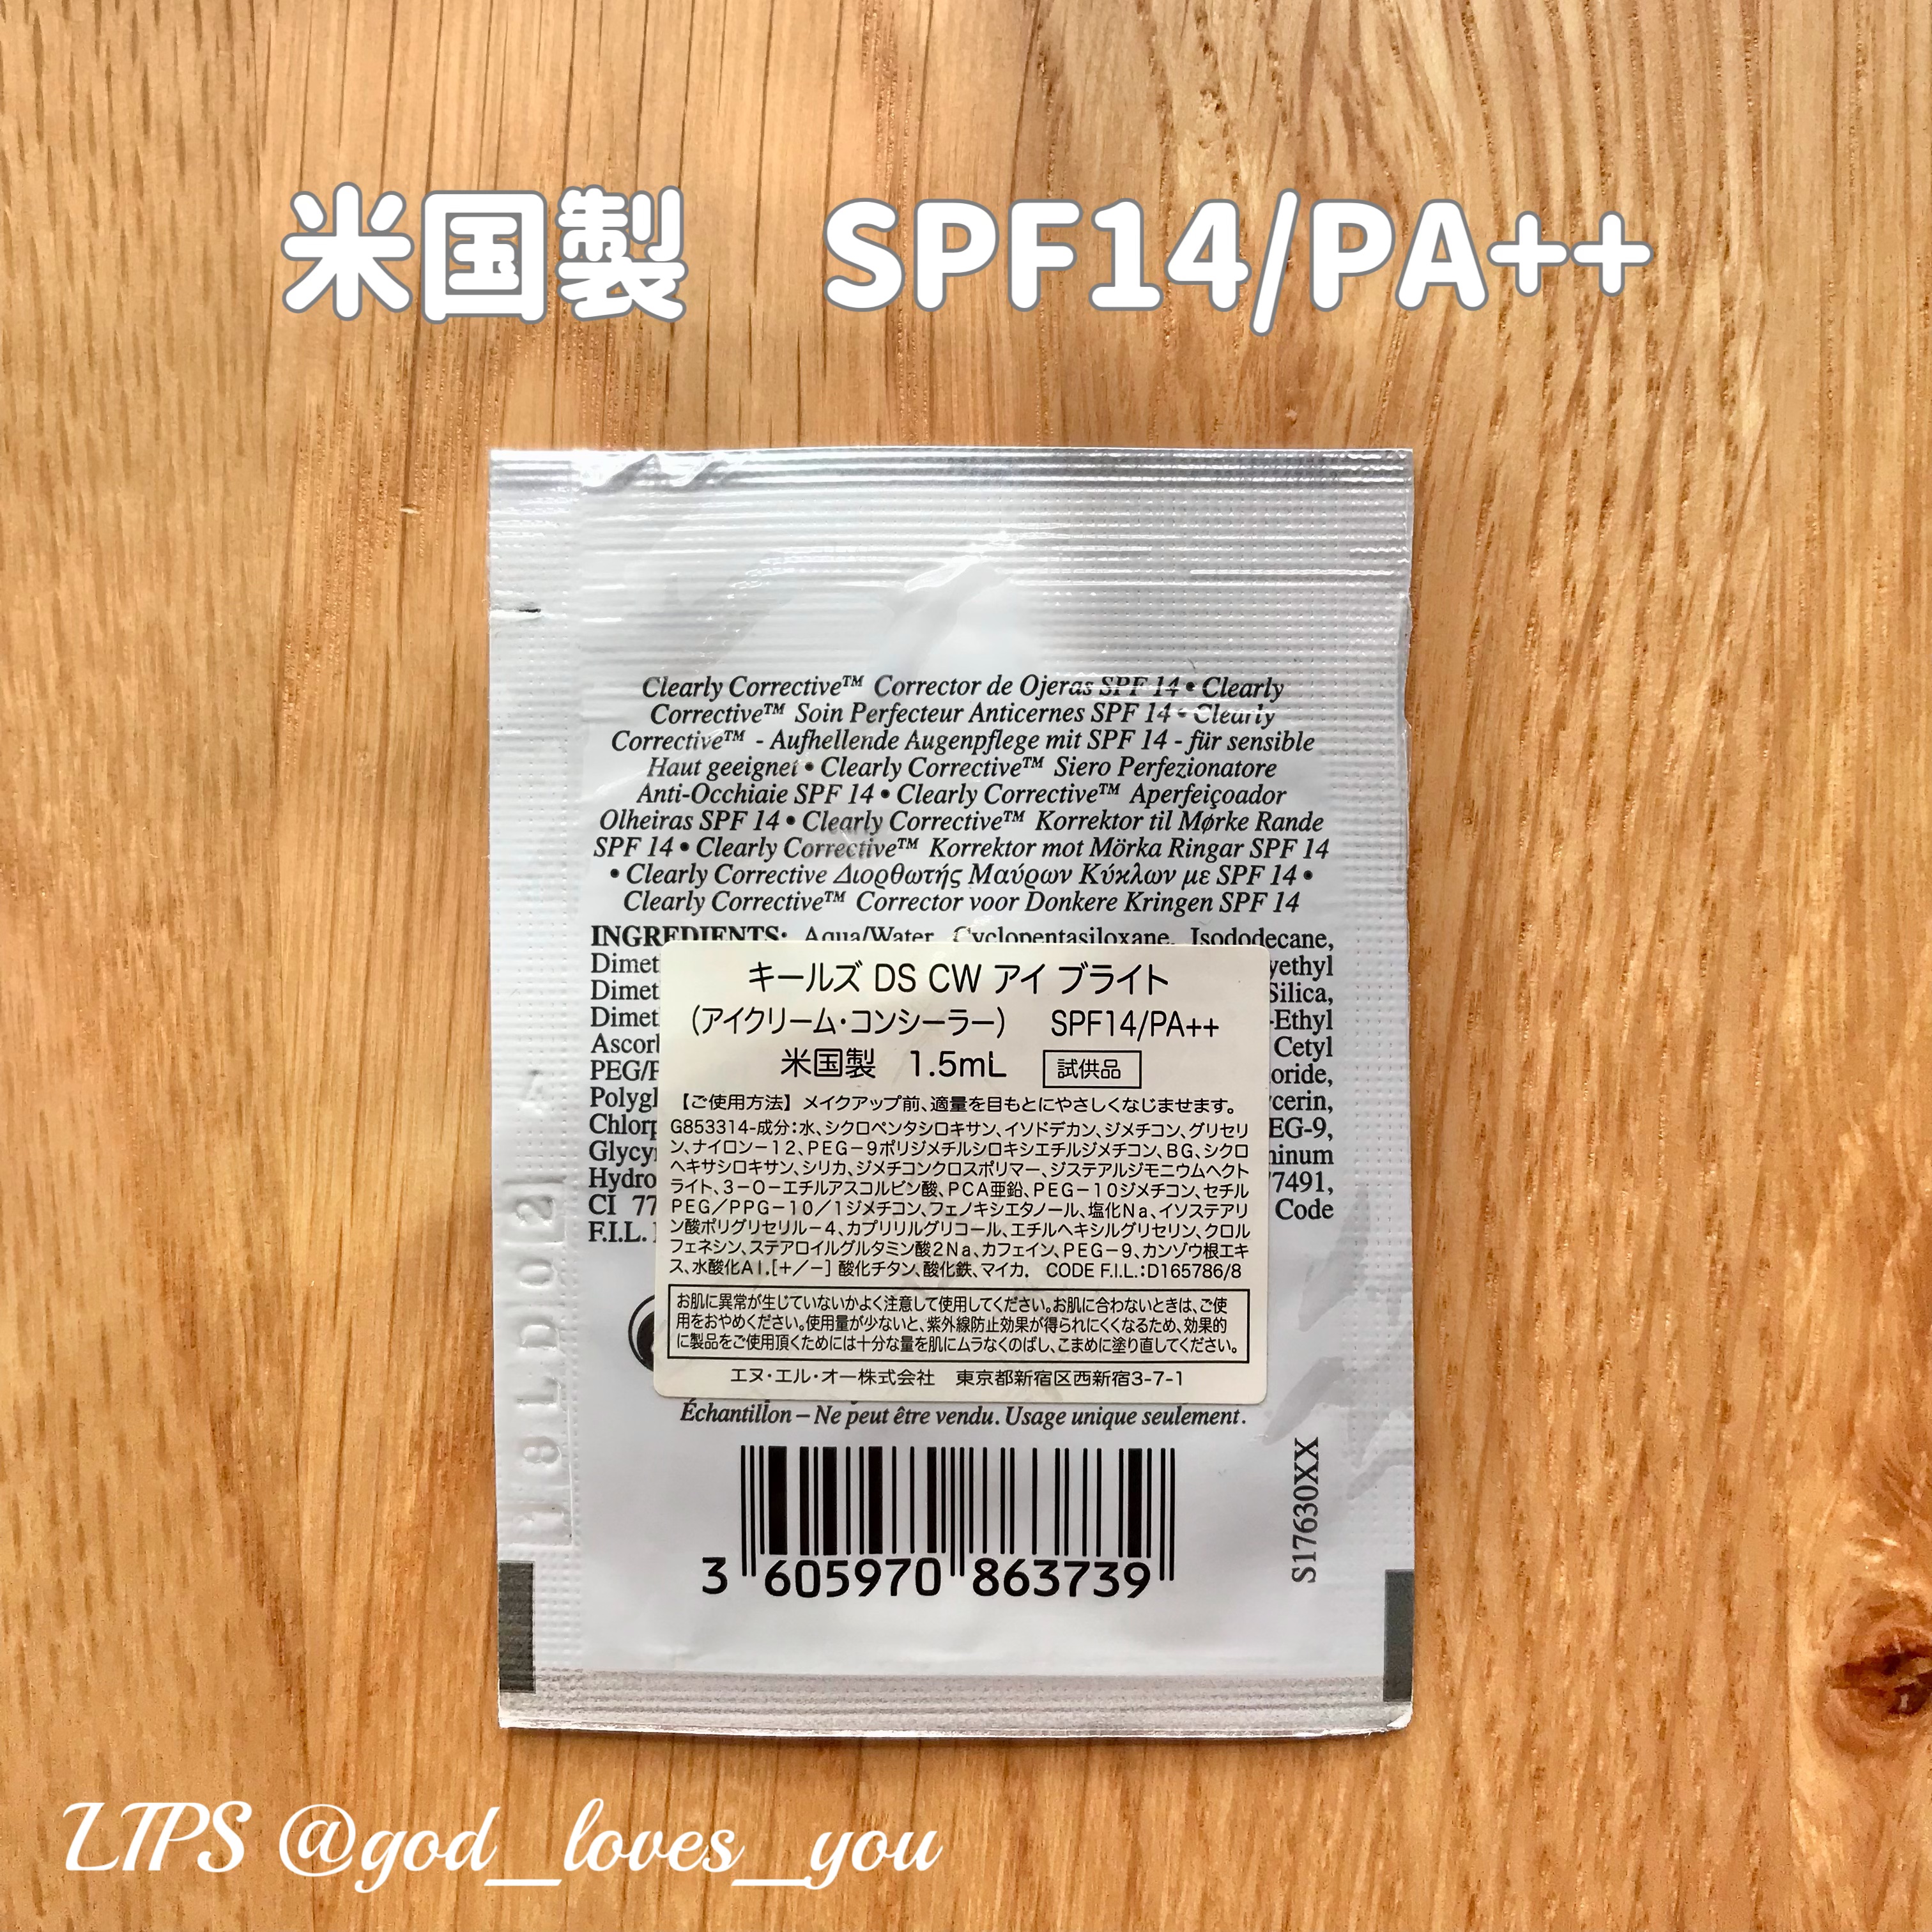 米国製　SPF14/PA++
Clearly Corrective™ Corrector de Ojeras SPF 14 • Clearly
Corrective™ Soin Perfecteur Anticernes SPF 14 • Clearly
Corrective™ - Aufhellende Augenpflege mit SPF 14 - für sensible
Haut geeignet • Clearly Corrective™ Siero Perfezionatore
Anti-Occhiaie SPF 14 • Clearly Corrective™ Aperfeiçoador
Olheiras SPF 14 • Clearly Corrective™ Korrektor til Mørke Rande
SPF 14 • Clearly Corrective™ Korrektor mot Mörka Ringar SPF 14
• Clearly Corrective Διορθωτής Μαύρων Κύκλων με SPF 14 •
Clearly Corrective™ Corrector voor Donkere Kringen SPF 14
INGREDIENTS: Aqua/Water, Cyclopentasiloxane, Isododecane,
キールズ DS CW アイ ブライト
（アイクリーム・コンシーラー）　SPF14/PA++
米国製　1.5mL　試供品
【ご使用方法】メイクアップ前、適量を目もとにやさしくなじませます。
G853314-成分：水、シクロペンタシロキサン、イソドデカン、ジメチコン、グリセリ
ン、ナイロン－12、PEG－9ポリジメチルシロキシエチルジメチコン、BG、シクロ
ヘキサシロキサン、シリカ、ジメチコンクロスポリマー、ジステアルジモニウムヘクト
ライト、3－O－エチルアスコルビン酸、PCA亜鉛、PEG－10ジメチコン、セチル
PEG／PPG－10／1ジメチコン、フェノキシエタノール、塩化Na、イソステアリ
ン酸ポリグリセリル－4、カプリリルグリコール、エチルヘキシルグリセリン、クロル
フェネシン、ステアロイルグルタミン酸2Na、カフェイン、PEG－9、カンゾウ根エキ
ス、水酸化Al.[＋／－] 酸化チタン、酸化鉄、マイカ.　CODE F.I.L.：D165786/8
お肌に異常が生じていないかよく注意して使用してください。お肌に合わないときは、ご使
用をおやめください。使用量が少ないと、紫外線防止効果が得られにくくなるため、効果的
に製品をご使用頂くためには十分な量を肌にムラなくのばし、こまめに塗り直してください。
エヌ・エル・オー株式会社　東京都新宿区西新宿3-7-1
Échantillon – Ne peut être vendu. Usage unique seulement.
3 605970 863739
S17630XX
LIPS @god_loves_you